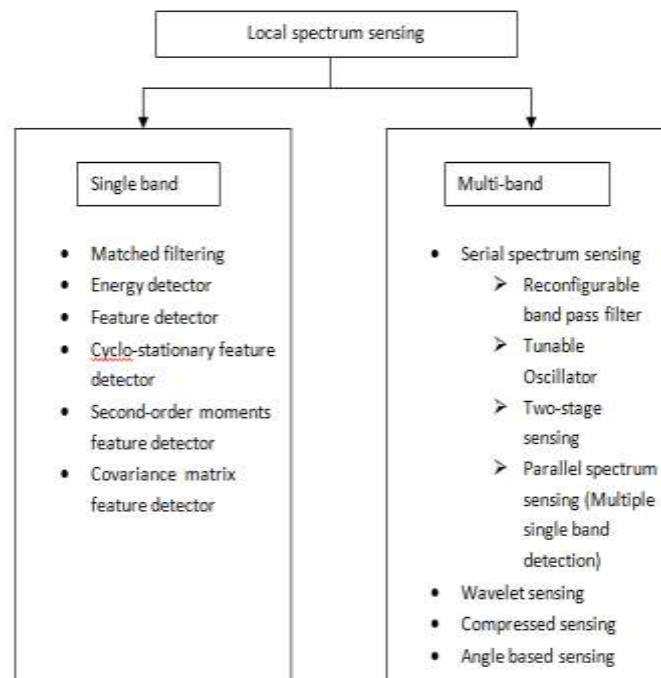 Local spectrum sensing
Single band
• Matched filtering
• Energy detector
• Feature detector
• Cyclo-stationary feature
detector
• Second-order moments
feature detector
• Covariance matrix
feature detector
Multi-band
• Serial spectrum sensing
➢ Reconfigurable
band pass filter
➢ Tunable
Oscillator
➢ Two-stage
sensing
➢ Parallel spectrum
sensing (Multiple
single band
detection)
• Wavelet sensing
• Compressed sensing
• Angle based sensing